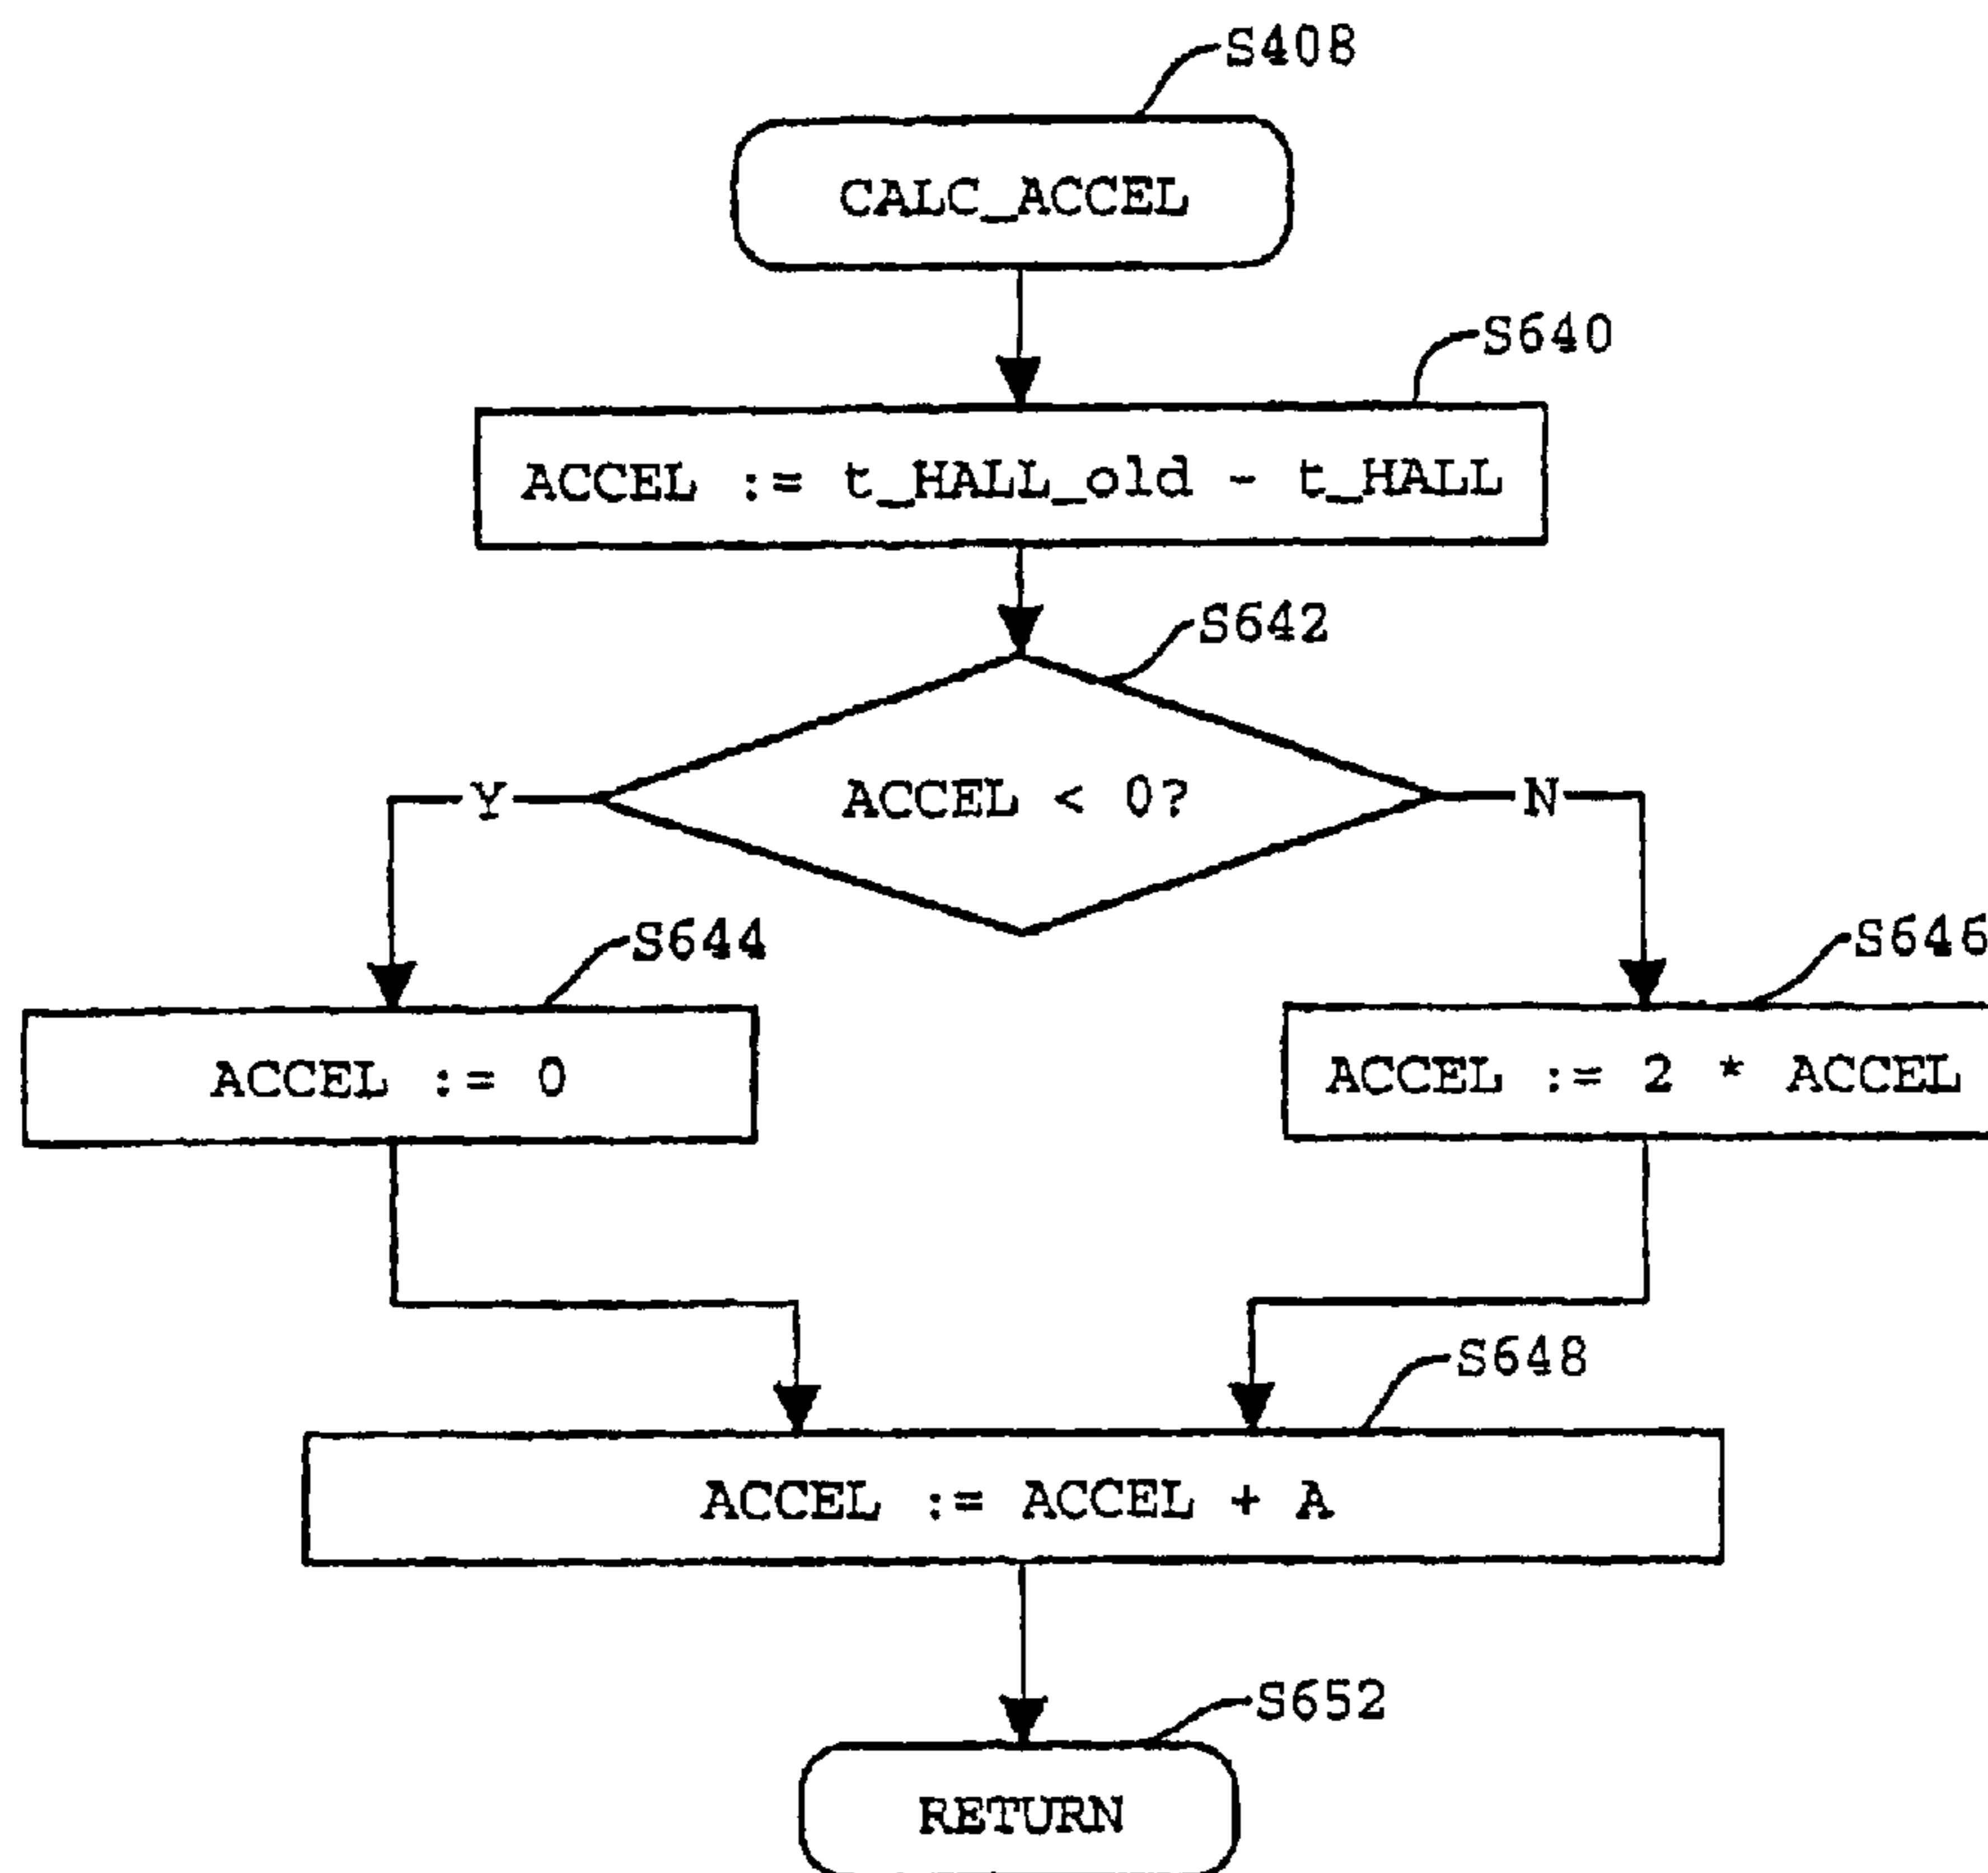 S408
CALC_ACCEL
S640
ACCEL := t_HALL_old - t_HALL
S642
ACCEL < 0?
Y
N
S644
S646
ACCEL := 0
ACCEL := 2 * ACCEL
S648
ACCEL := ACCEL + A
S652
RETURN